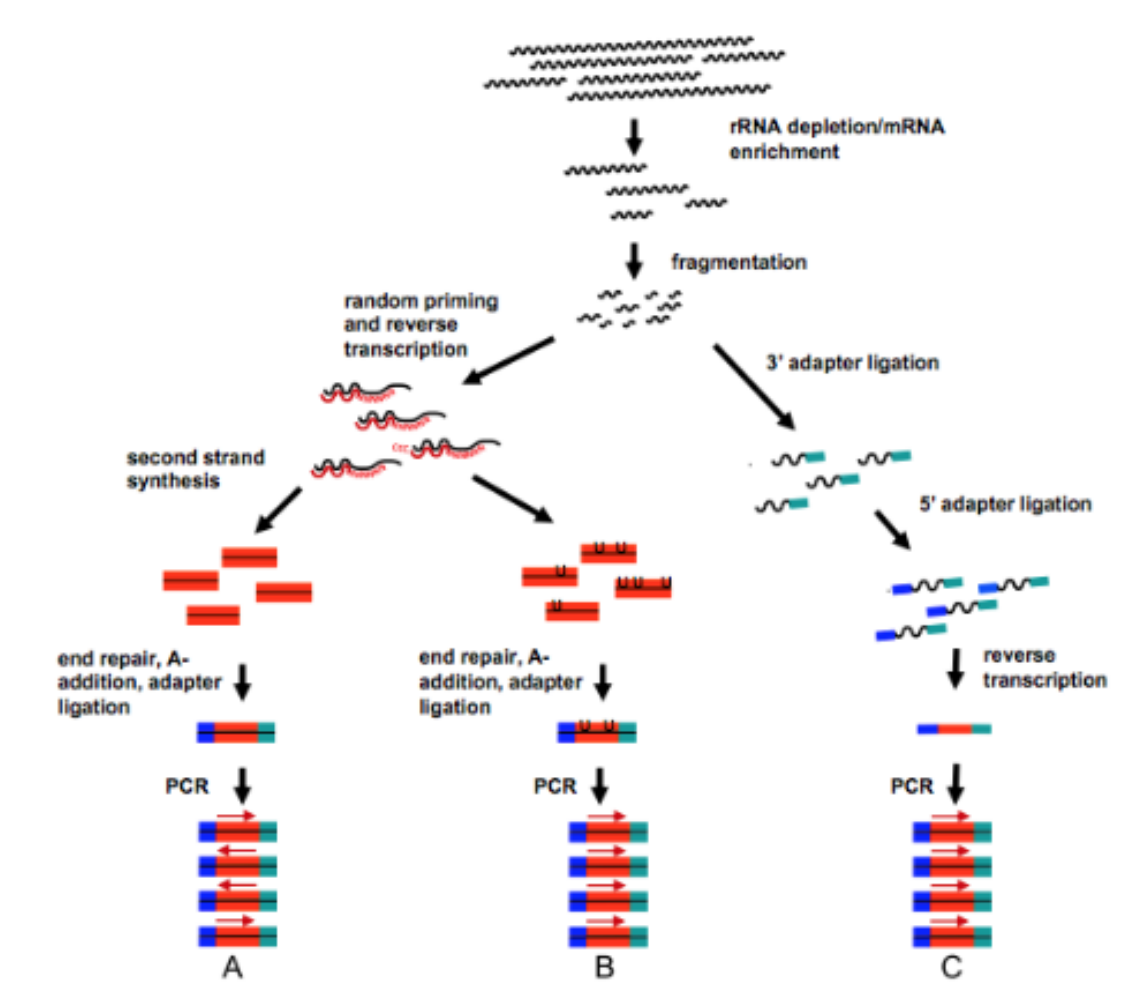 rRNA depletion/mRNA
enrichment
fragmentation
random priming
and reverse
transcription
3' adapter ligation
second strand
synthesis
5' adapter ligation
U U
U
U U U
U
end repair, A-
addition, adapter
ligation
end repair, A-
addition, adapter
ligation
reverse
transcription
U U
PCR
PCR
PCR
A
B
C